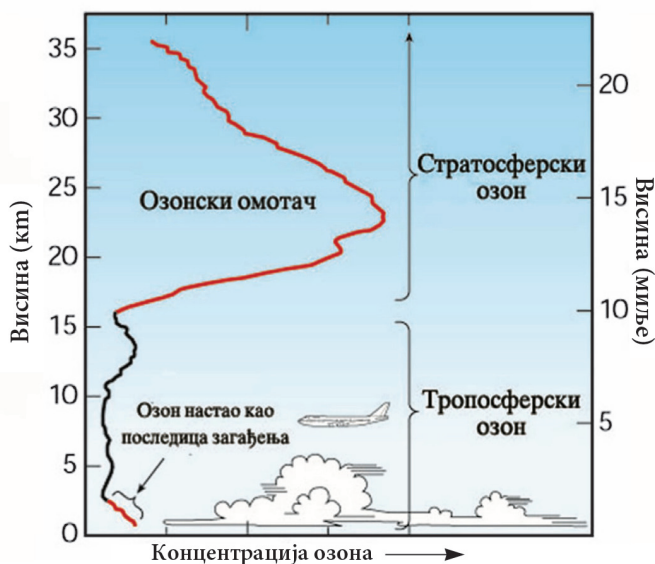 35
30
25
20
15
10
5
0
Висина (km)
20
15
10
5
Висина (миље)
Стратосферски
озон
Озонски омотач
Тропосферски
озон
Озон настао као
последица загађења
Концентрација озона